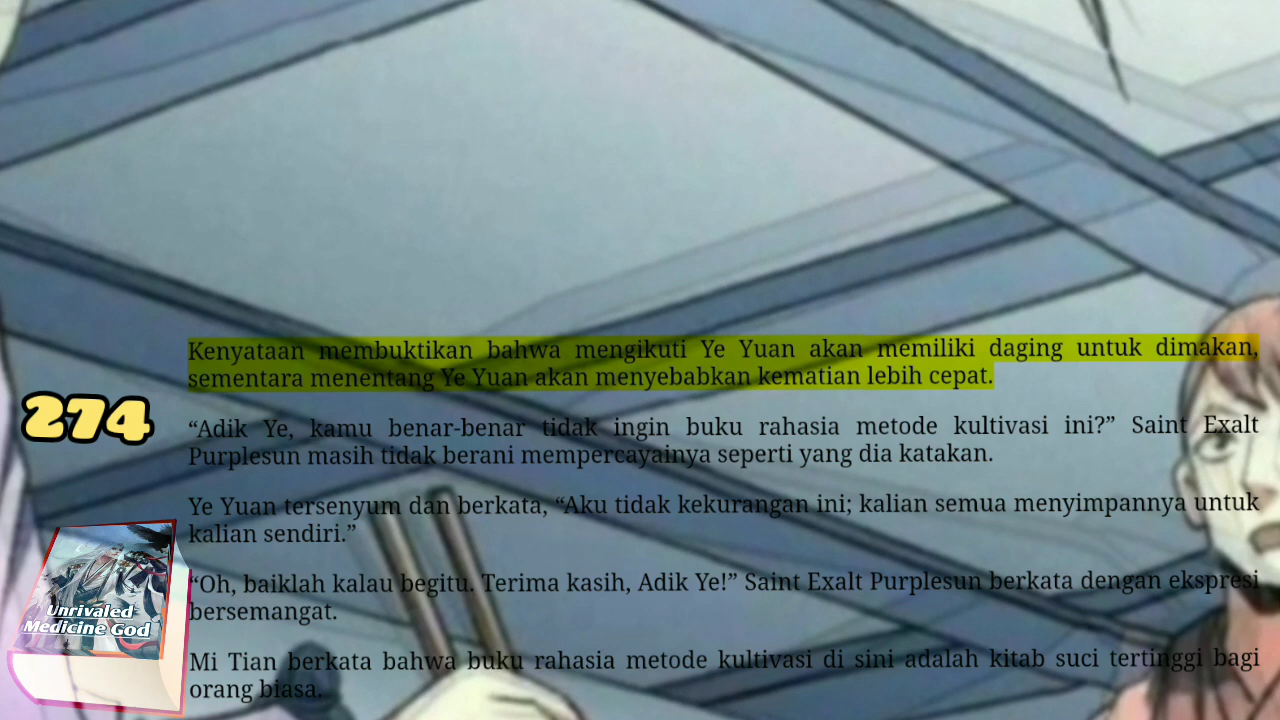 Kenyataan membuktikan bahwa mengikuti Ye Yuan akan memiliki daging untuk dimakan,
sementara menentang Ye Yuan akan menyebabkan kematian lebih cepat.
274
“Adik Ye, kamu benar-benar tidak ingin buku rahasia metode kultivasi ini?” Saint Exalt
Purplesun masih tidak berani mempercayainya seperti yang dia katakan.
Ye Yuan tersenyum dan berkata, “Aku tidak kekurangan ini; kalian semua menyimpannya untuk
kalian sendiri.”
“Oh, baiklah kalau begitu. Terima kasih, Adik Ye!” Saint Exalt Purplesun berkata dengan ekspresi
bersemangat.
Unrivaled
Medicine God
Mi Tian berkata bahwa buku rahasia metode kultivasi di sini adalah kitab suci tertinggi bagi
orang biasa.